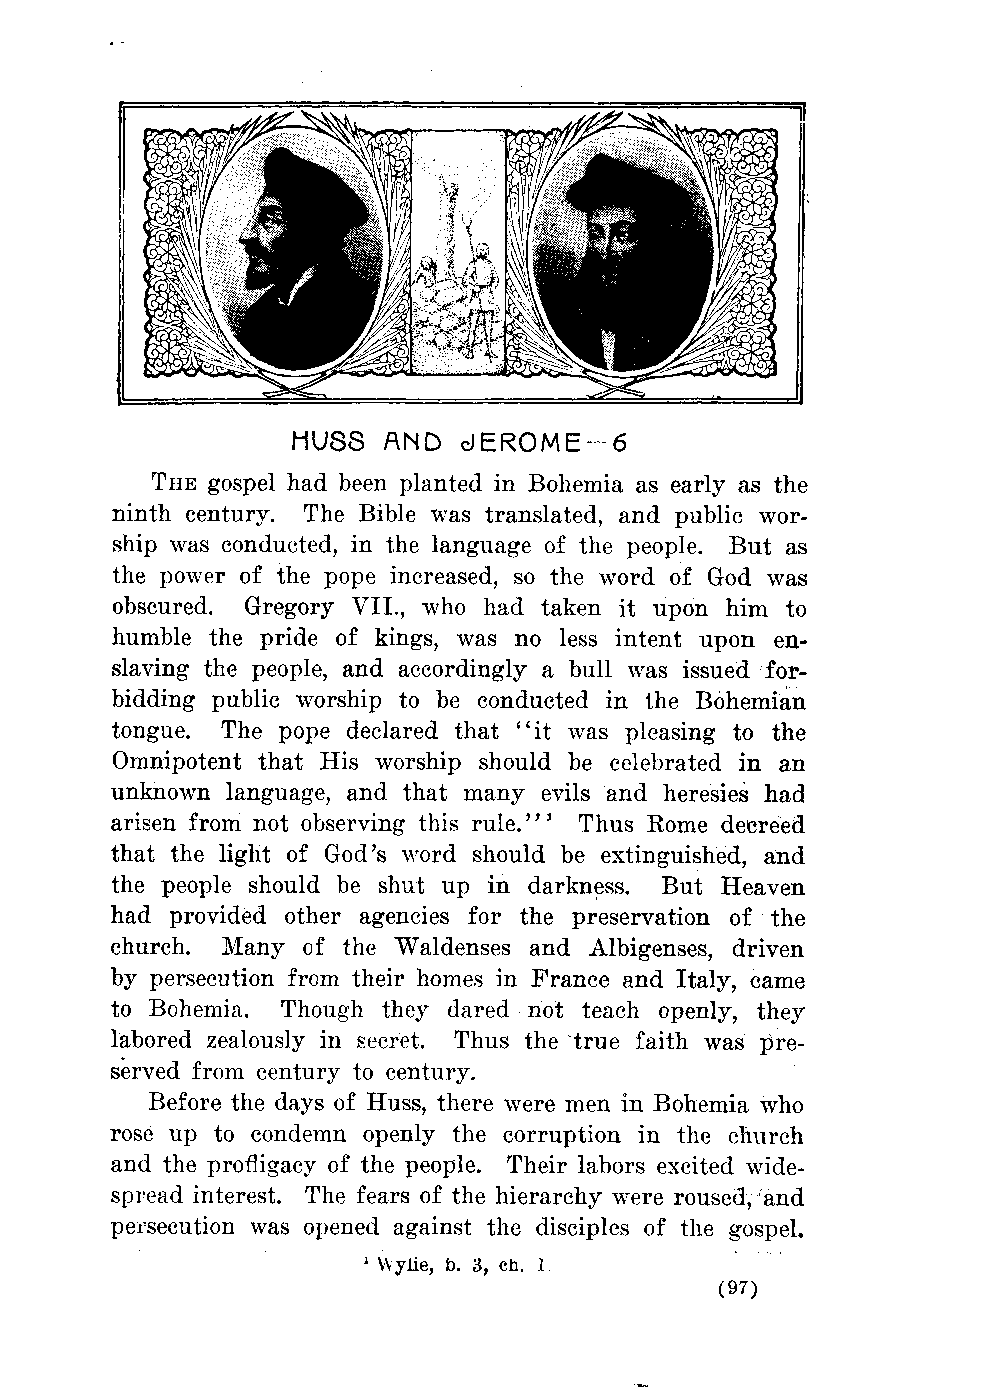 HUSS AND JEROME—6
THE gospel had been planted in Bohemia as early as the
ninth century. The Bible was translated, and public wor-
ship was conducted, in the language of the people. But as
the power of the pope increased, so the word of God was
obscured. Gregory VII., who had taken it upon him to
humble the pride of kings, was no less intent upon en-
slaving the people, and accordingly a bull was issued for-
bidding public worship to be conducted in the Bohemian
tongue. The pope declared that "it was pleasing to the
Omnipotent that His worship should be celebrated in an
unknown language, and that many evils and heresies had
arisen from not observing this rule."¹ Thus Rome decreed
that the light of God's word should be extinguished, and
the people should be shut up in darkness. But Heaven
had provided other agencies for the preservation of the
church. Many of the Waldenses and Albigenses, driven
by persecution from their homes in France and Italy, came
to Bohemia. Though they dared not teach openly, they
labored zealously in secret. Thus the true faith was pre-
served from century to century.
Before the days of Huss, there were men in Bohemia who
rose up to condemn openly the corruption in the church
and the profligacy of the people. Their labors excited wide-
spread interest. The fears of the hierarchy were roused, and
persecution was opened against the disciples of the gospel.
¹ Wylie, b. 3, ch. 1.
(97)